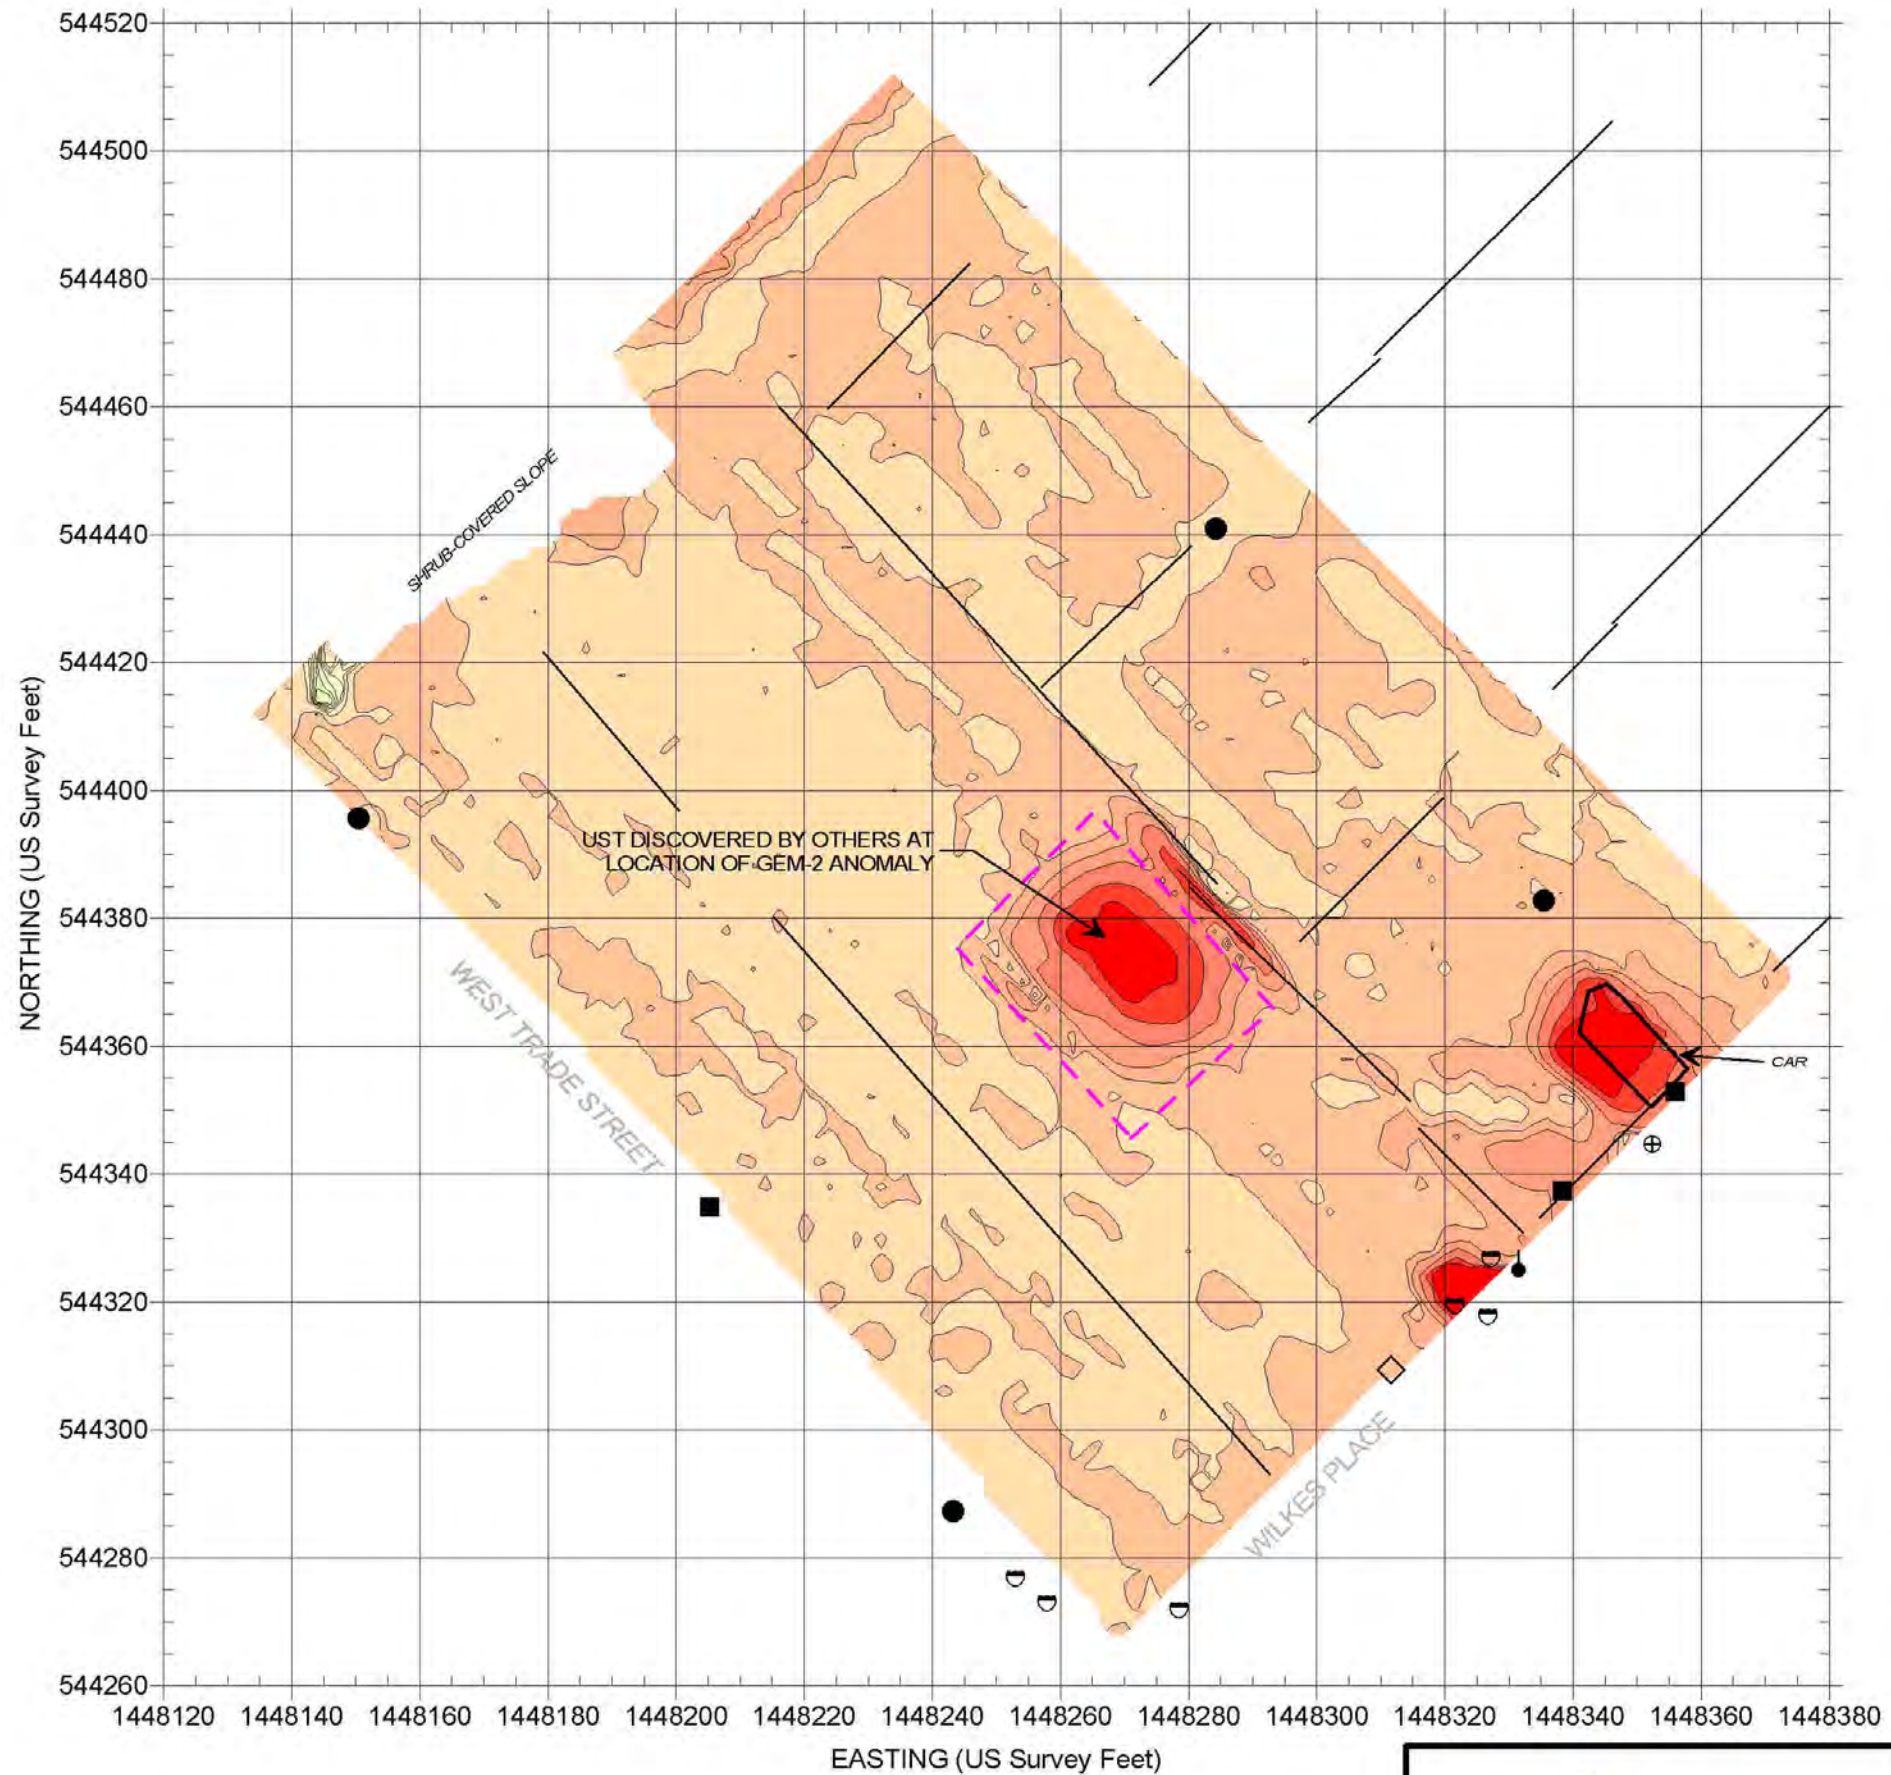 544520
544500
544480
544460
544440
544420
544400
544380
544360
544340
544320
544300
544280
544260
NORTHING (US Survey Feet)
SHRUB-COVERED SLOPE
UST DISCOVERED BY OTHERS AT
LOCATION OF GEM-2 ANOMALY
WEST TRADE STREET
CAR
WILKES PLACE
1448120 1448140 1448160 1448180 1448200 1448220 1448240 1448260 1448280 1448300 1448320 1448340 1448360 1448380
EASTING (US Survey Feet)